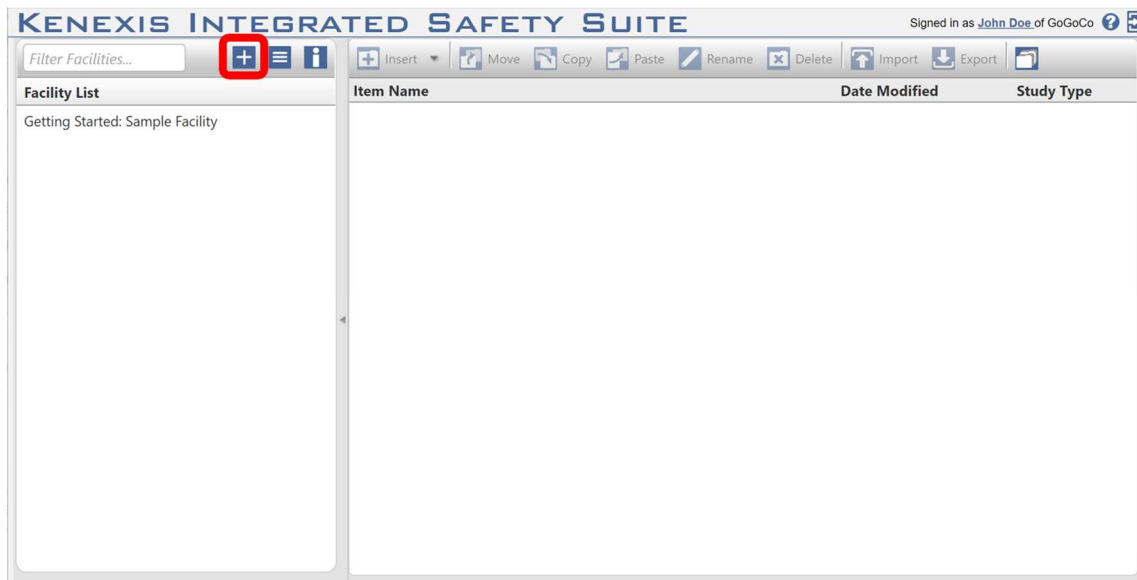 KENEXIS INTEGRATED SAFETY SUITE
Signed in as John Doe of GoGoCo
Filter Facilities...
Insert Move Copy Paste Rename Delete Import Export
Facility List
Item Name Date Modified Study Type
Getting Started: Sample Facility